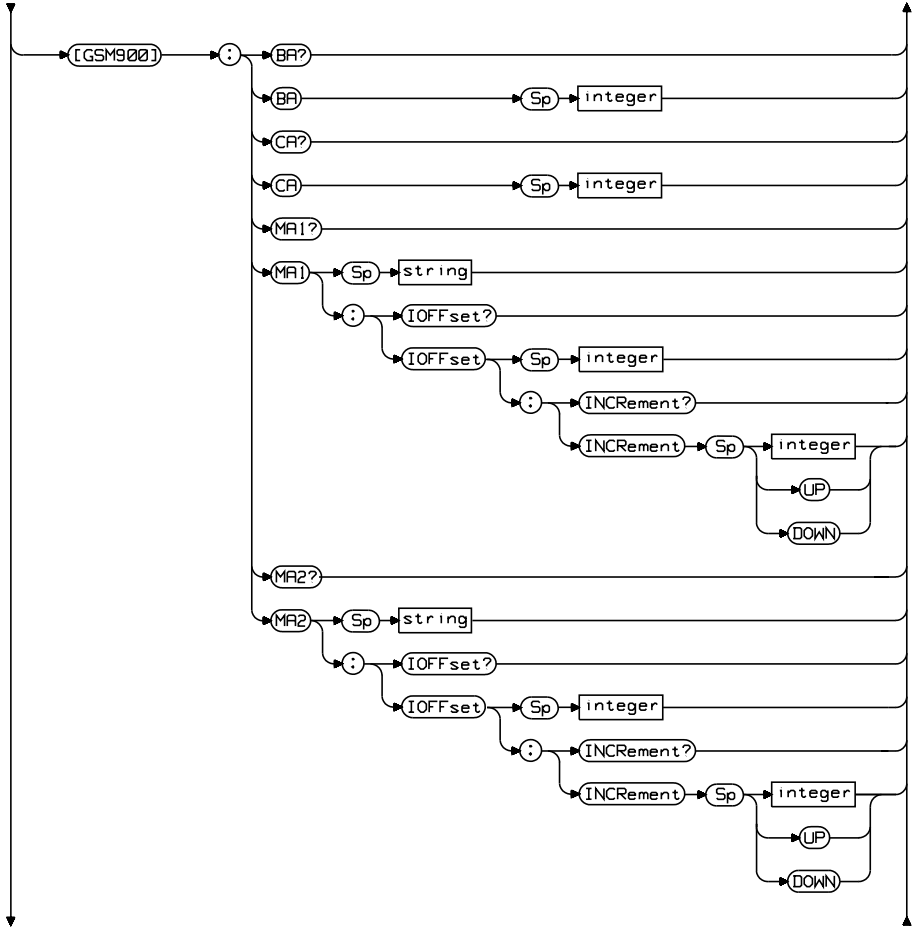 [GSM900] : BA?
BA Sp integer
CA?
CA Sp integer
MA1?
MA1 Sp string
: IOFFset?
IOFFset Sp integer
: INCRement?
INCRement Sp integer
UP
DOWN
MA2?
MA2 Sp string
: IOFFset?
IOFFset Sp integer
: INCRement?
INCRement Sp integer
UP
DOWN